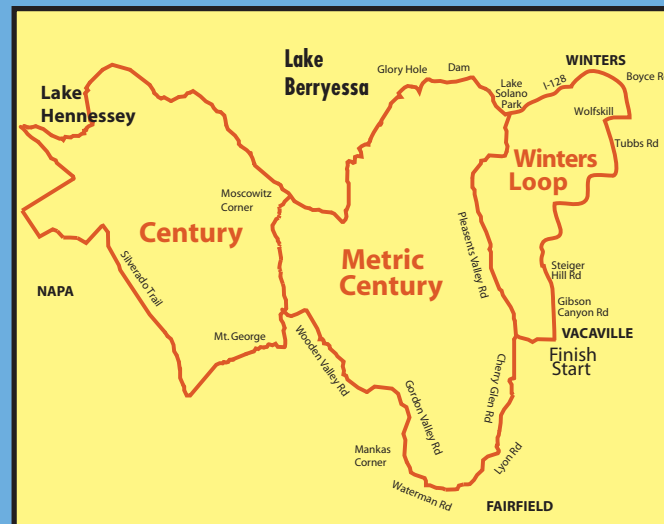 Lake
Berryessa
Glory Hole
Dam
Lake
Solano
Park
I-128
WINTERS
Boyce R
Wolfskill
Tubbs Rd
Lake
Hennessey
Winters
Loop
Moscowitz
Corner
Century
Metric
Century
Pleasents Valley Rd
Steiger
Hill Rd
Gibson
Canyon Rd
NAPA
Silverado Trail
Mt. George
Wooden Valley Rd
VACAVILLE
Finish
Start
Cherry Glen Rd
Gordon Valley Rd
Mankas
Corner
Lyon Rd
Waterman Rd
FAIRFIELD